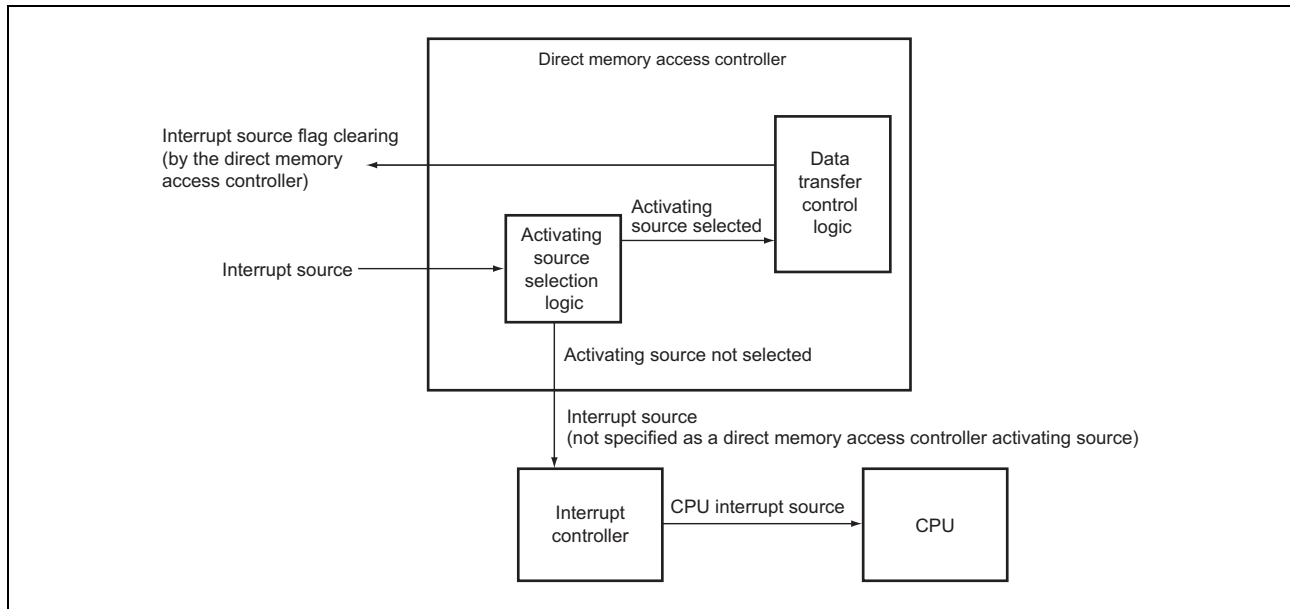 Direct memory access controller
Interrupt source flag clearing
(by the direct memory
access controller)
Data
transfer
control
logic
Activating
source selected
Activating
source
selection
logic
Interrupt source
Activating source not selected
Interrupt source
(not specified as a direct memory access controller activating source)
Interrupt
controller
CPU interrupt source
CPU